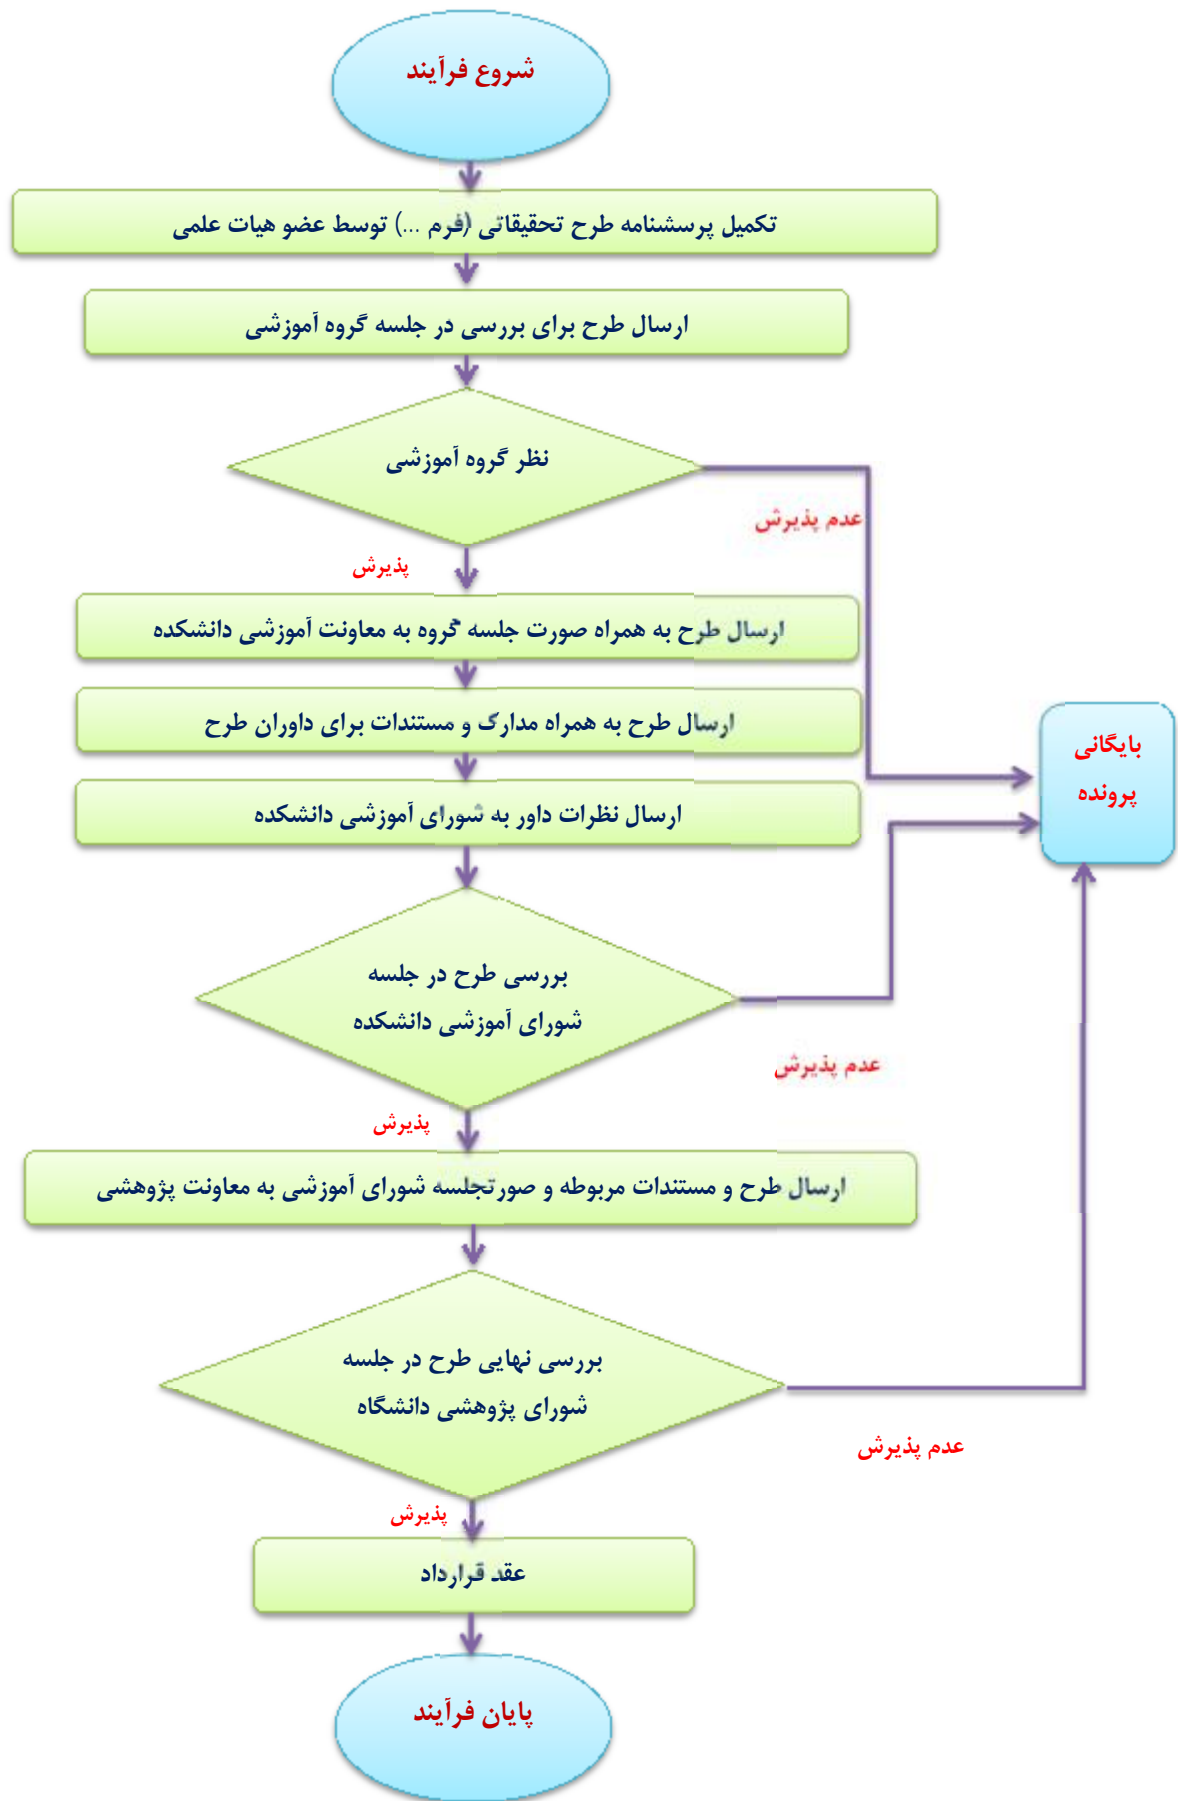 شروع فرآیند
تکمیل پرسشنامه طرح تحقیقاتی (فرم ...) توسط عضو هیات علمی
ارسال طرح برای بررسی در جلسه گروه آموزشی
نظر گروه آموزشی
عدم پذیرش
پذیرش
ارسال طرح به همراه صورت جلسه گروه به معاونت آموزشی دانشکده
ارسال طرح به همراه مدارک و مستندات برای داوران طرح
بایگانی
پرونده
ارسال نظرات داور به شورای آموزشی دانشکده
بررسی طرح در جلسه
شورای آموزشی دانشکده
عدم پذیرش
پذیرش
ارسال طرح و مستندات مربوطه و صورتجلسه شورای آموزشی به معاونت پژوهشی
بررسی نهایی طرح در جلسه
شورای پژوهشی دانشگاه
عدم پذیرش
پذیرش
عقد قرارداد
پایان فرآیند